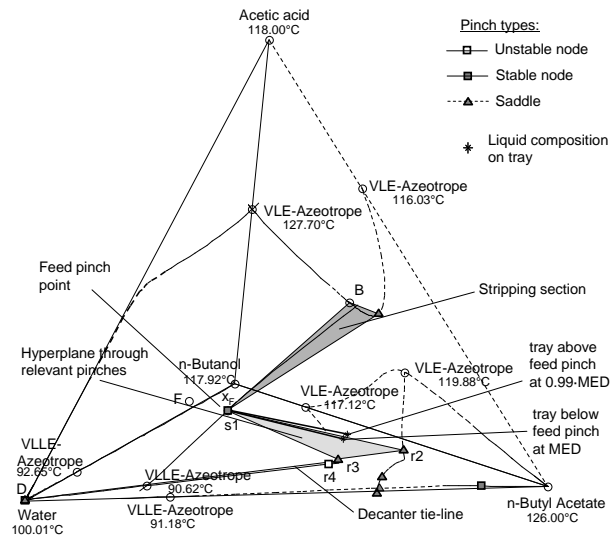 Acetic acid
118.00°C
Pinch types:
Unstable node
Stable node
Saddle
Liquid composition
on tray
VLE-Azeotrope
116.03°C
VLE-Azeotrope
127.70°C
Feed pinch
point
B
Stripping section
Hyperplane through
relevant pinches
n-Butanol
117.92°C
VLE-Azeotrope
119.88°C
tray above
feed pinch
at 0.99·MED
F
x_F
s1
VLE-Azeotrope
117.12°C
tray below
feed pinch
at MED
VLLE-
Azeotrope
92.65°C
r2
r3
r4
D
VLLE-Azeotrope
90.62°C
Decanter tie-line
Water
100.01°C
VLLE-Azeotrope
91.18°C
n-Butyl Acetate
126.00°C